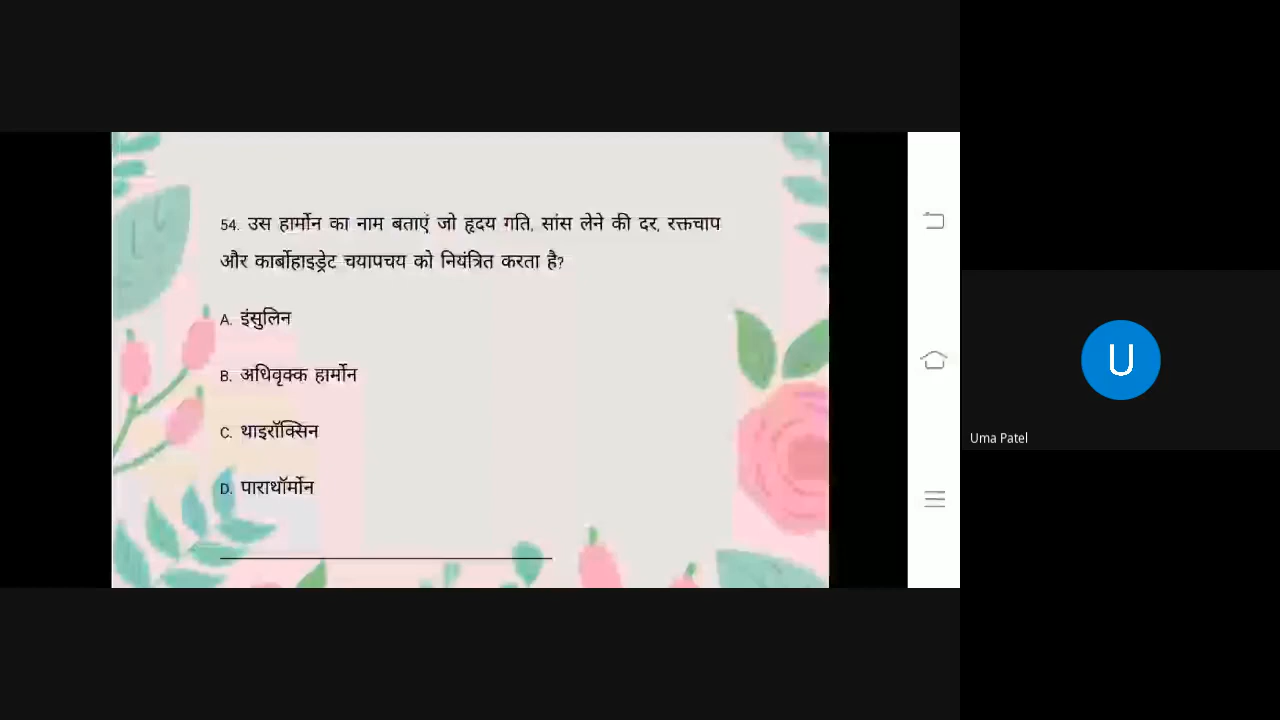 54. उस हार्मोन का नाम बताएं जो हृदय गति, सांस लेने की दर, रक्तचाप
और कार्बोहाइड्रेट चयापचय को नियंत्रित करता है?
A. इंसुलिन
B. अधिवृक्क हार्मोन
C. थाइरॉक्सिन
D. पाराथॉर्मोन
U
Uma Patel